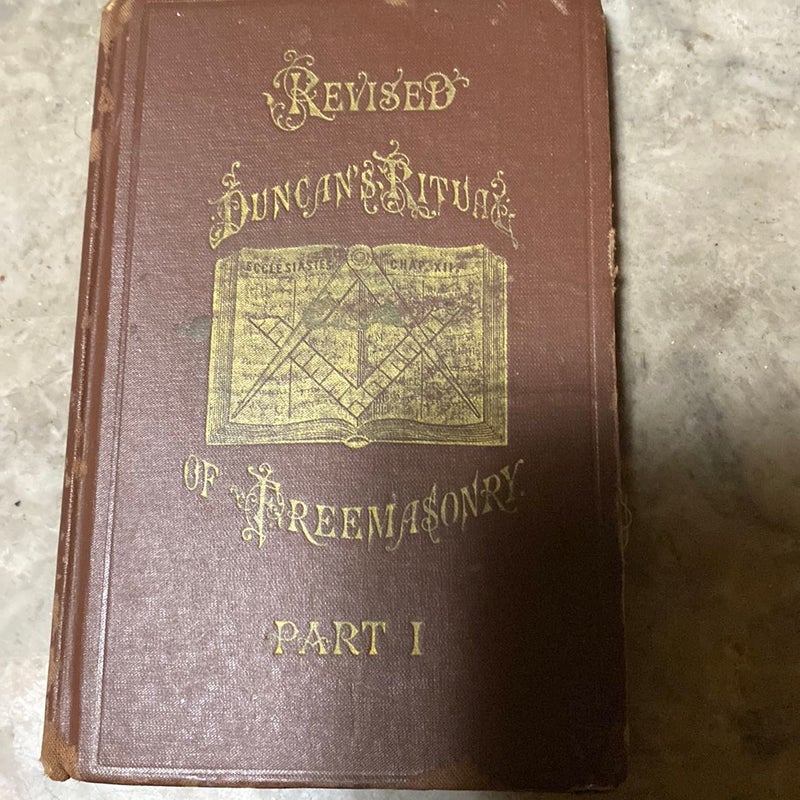 REVISED
DUNCAN'S RITUAL
ECCLESIASTES CHAP. XII
OF FREEMASONRY.
PART I